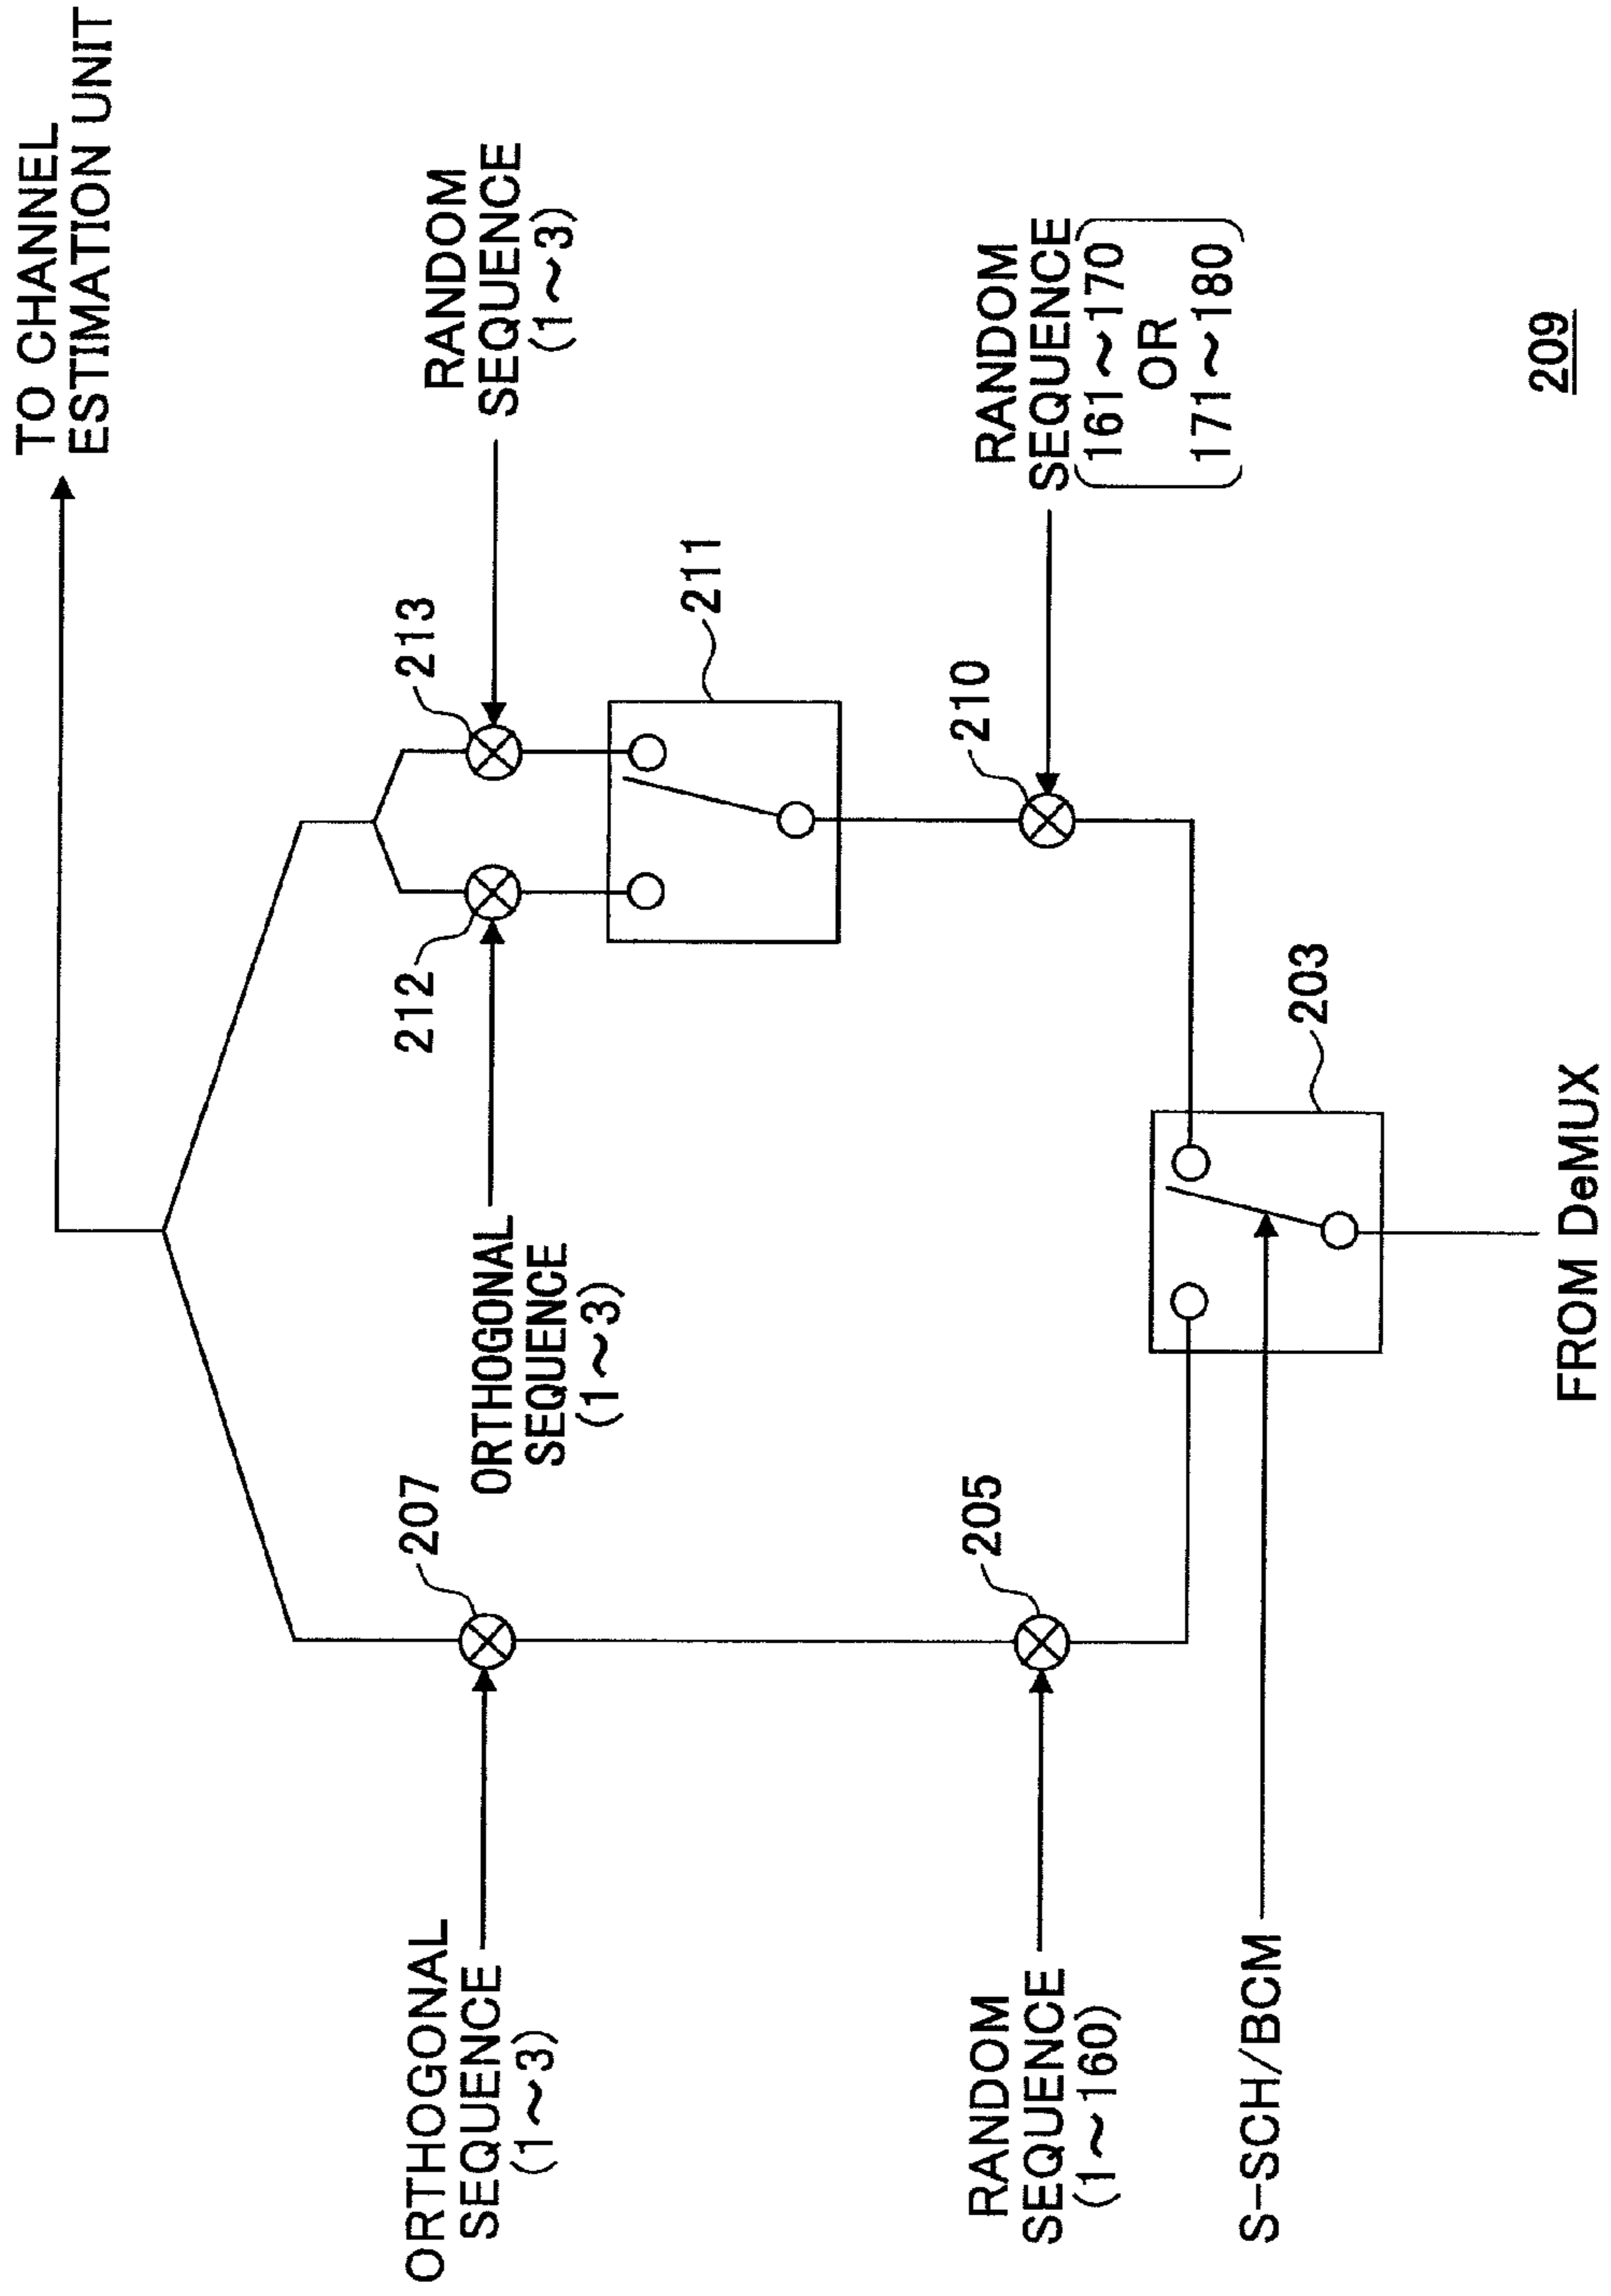 TO CHANNEL
ESTIMATION UNIT
ORTHOGONAL
SEQUENCE
(1~3)
207
212
213
RANDOM
SEQUENCE
(1~3)
ORTHOGONAL
SEQUENCE
(1~3)
211
RANDOM
SEQUENCE
(1~160)
205
210
RANDOM
SEQUENCE
161~170
OR
171~180
S-SCH/BCM
203
FROM DeMUX
209